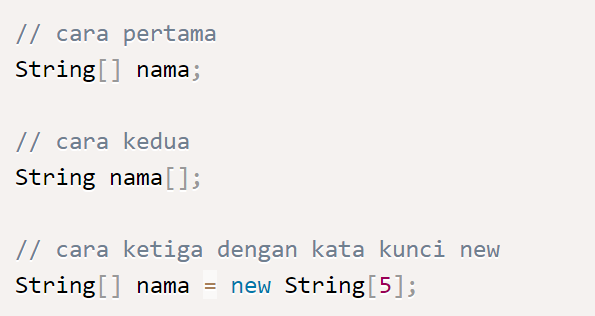 // cara pertama
String[] nama;
// cara kedua
String nama[];
// cara ketiga dengan kata kunci new
String[] nama = new String[5];